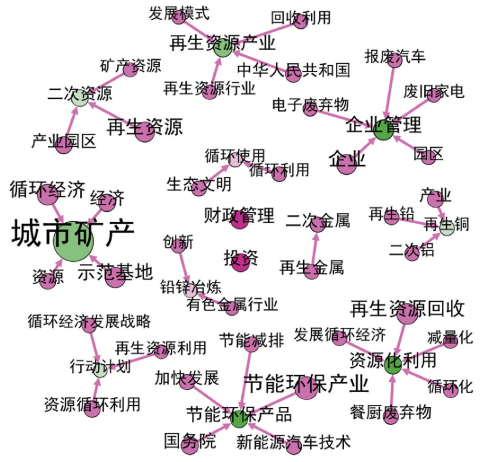 发展模式
回收利用
再生资源产业
矿产资源
中华人民共和国
报废汽车
二次资源
再生资源行业
废旧家电
电子废弃物
再生资源
企业管理
产业园区
循环使用
企业
园区
循环利用
生态文明
循环经济
经济
产业
财政管理
再生铅
二次金属
再生铜
城市矿产
创新
二次铝
投资
资源
示范基地
再生金属
铅锌冶炼
有色金属行业
再生资源回收
循环经济发展战略
节能减排
发展循环经济
减量化
再生资源利用
行动计划
资源化利用
加快发展
节能环保产业
循环化
资源循环利用
节能环保产品
餐厨废弃物
国务院
新能源汽车技术